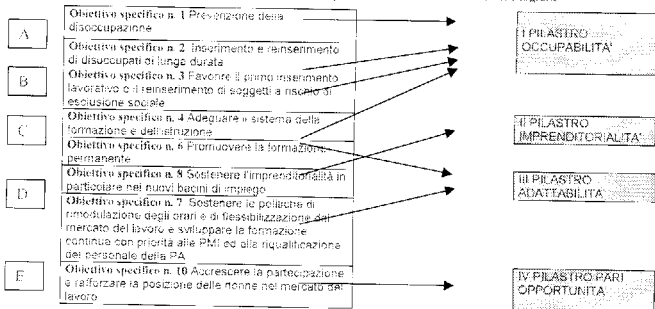 A
Obiettivo specifico n. 1 Prevenzione della
disoccupazione
Obiettivo specifico n. 2 Inserimento e reinserimento
di disoccupati di lunga durata
B
Obiettivo specifico n. 3 Favorire il primo inserimento
lavorativo o il reinserimento di soggetti a rischio di
esclusione sociale
C
Obiettivo specifico n. 4 Adeguare il sistema della
formazione e dell'istruzione
Obiettivo specifico n. 6 Promuovere la formazione
permanente
D
Obiettivo specifico n. 8 Sostenere l'imprenditorialità in
particolare nei nuovi bacini di impiego
Obiettivo specifico n. 7 Sostenere le politiche di
rimodulazione degli orari e di flessibilizzazione del
mercato del lavoro e sviluppare la formazione
continua con priorità alle PMI ed alla riqualificazione
del personale della PA
E
Obiettivo specifico n. 10 Accrescere la partecipazione
e rafforzare la posizione delle donne nel mercato del
lavoro
I PILASTRO
OCCUPABILITA'
II PILASTRO
IMPRENDITORIALITA'
III PILASTRO
ADATTABILITA'
IV PILASTRO PARI
OPPORTUNITA'